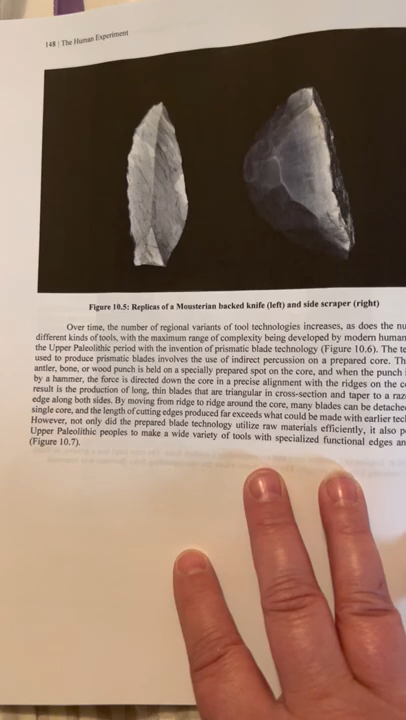 148 | The Human Experiment
Figure 10.5: Replicas of a Mousterian backed knife (left) and side scraper (right)
Over time, the number of regional variants of tool technologies increases, as does the
different kinds of tools, with the maximum range of complexity being developed by modern
the Upper Paleolithic period with the invention of prismatic blade technology (Figure 10.6). The
used to produce prismatic blades involves the use of indirect percussion on a prepared core.
antler, bone, or wood punch is held on a specially prepared spot on the core, and when the punch
by a hammer, the force is directed down the core in a precise alignment with the ridges on the
result is the production of long, thin blades that are triangular in cross-section and taper to a
edge along both sides. By moving from ridge to ridge around the core, many blades can be
single core, and the length of cutting edges produced far exceeds what could be made with earlier
However, not only did the prepared blade technology utilize raw materials efficiently, it also
Upper Paleolithic peoples to make a wide variety of tools with specialized functional edges
(Figure 10.7).